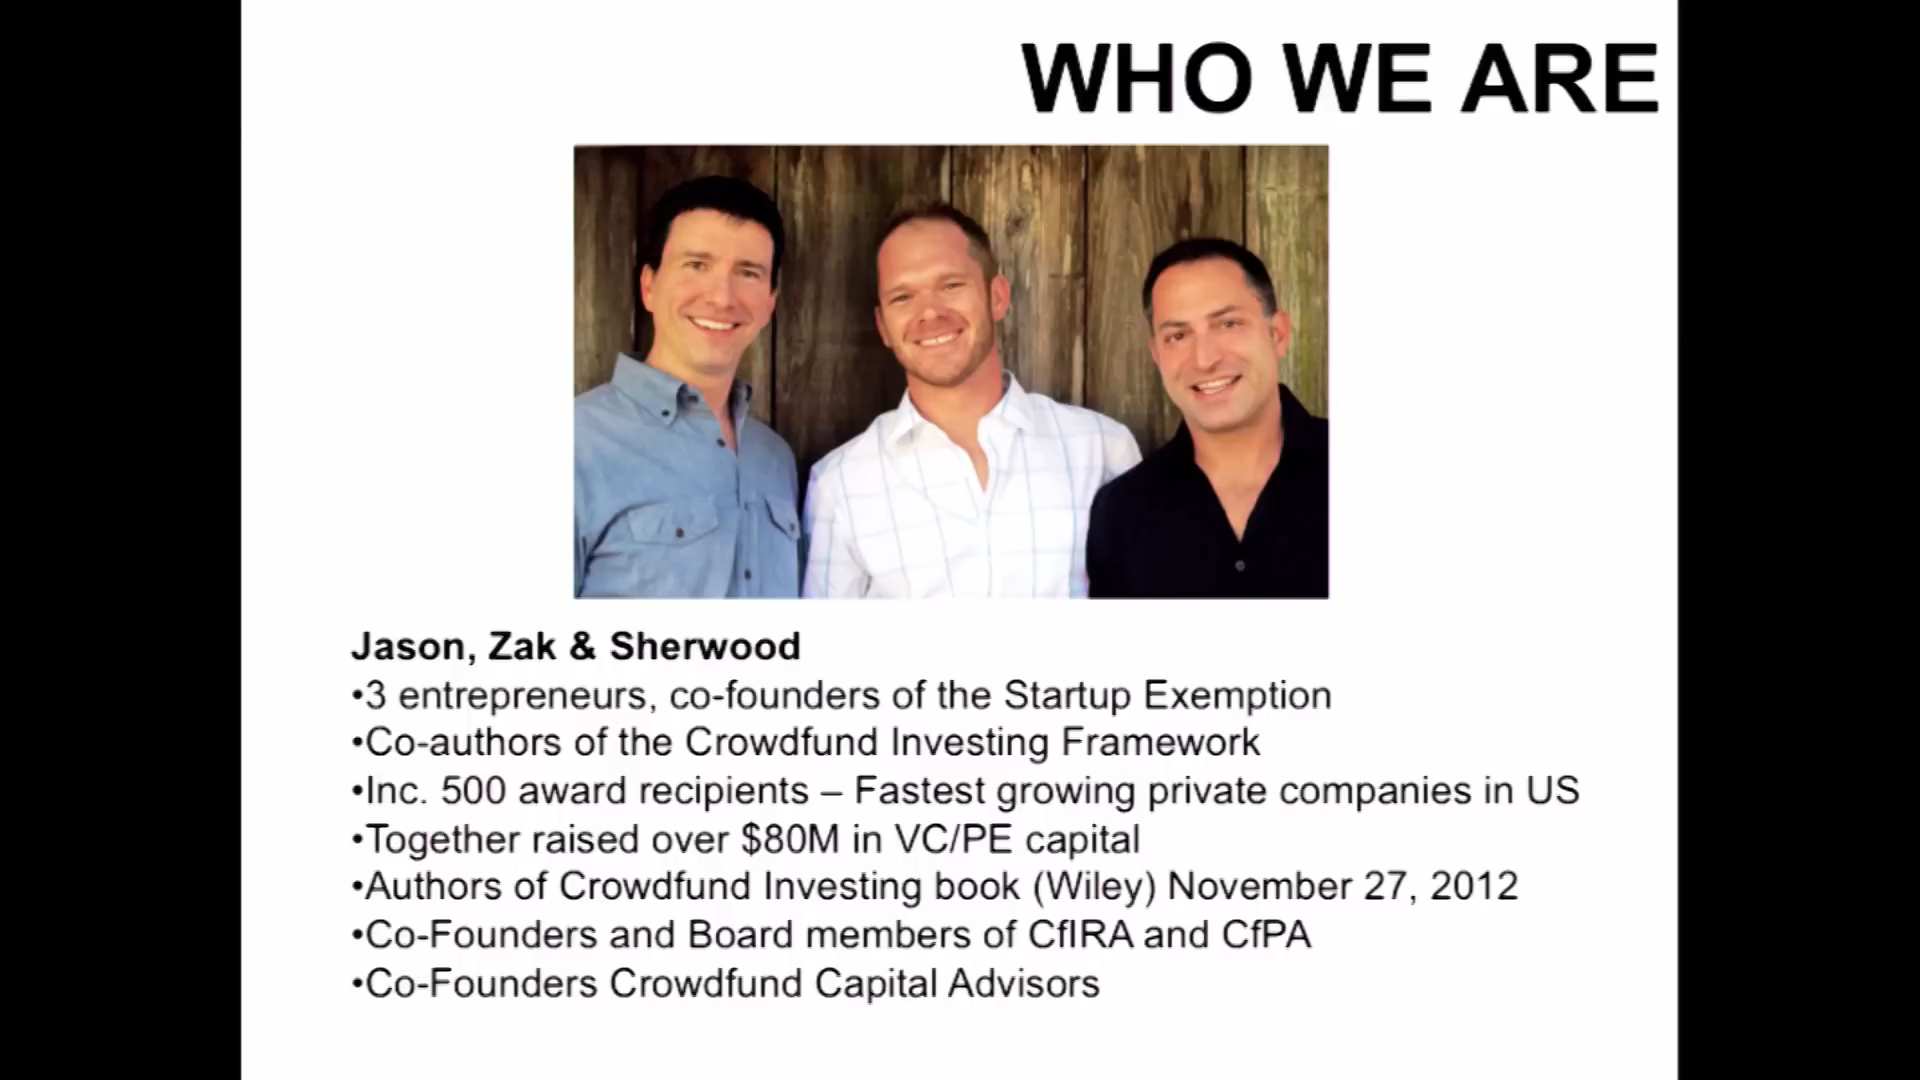 WHO WE ARE
Jason, Zak & Sherwood
•3 entrepreneurs, co-founders of the Startup Exemption
•Co-authors of the Crowdfund Investing Framework
•Inc. 500 award recipients – Fastest growing private companies in US
•Together raised over $80M in VC/PE capital
•Authors of Crowdfund Investing book (Wiley) November 27, 2012
•Co-Founders and Board members of CfIRA and CfPA
•Co-Founders Crowdfund Capital Advisors